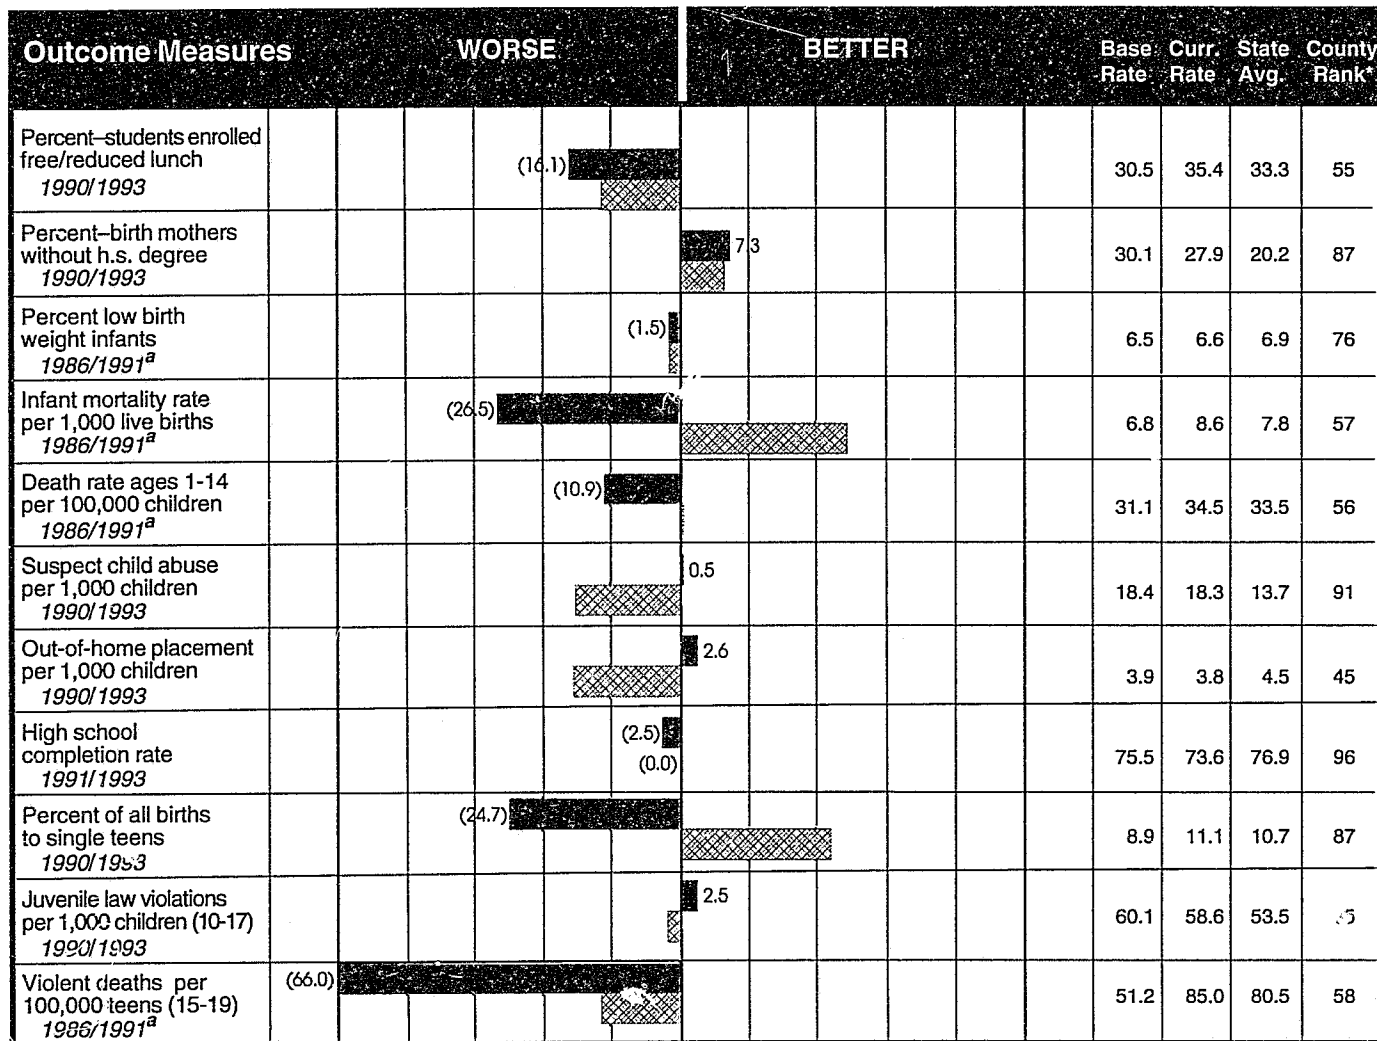 Outcome Measures WORSE BETTER Base Rate Curr. Rate State Avg. County Rank*
Percent–students enrolled
free/reduced lunch
1990/1993
(16.1)
30.5 35.4 33.3 55
Percent–birth mothers
without h.s. degree
1990/1993
7.3
30.1 27.9 20.2 87
Percent low birth
weight infants
1986/1991a
(1.5)
6.5 6.6 6.9 76
Infant mortality rate
per 1,000 live births
1986/1991a
(26.5)
6.8 8.6 7.8 57
Death rate ages 1-14
per 100,000 children
1986/1991a
(10.9)
31.1 34.5 33.5 56
Suspect child abuse
per 1,000 children
1990/1993
0.5
18.4 18.3 13.7 91
Out-of-home placement
per 1,000 children
1990/1993
2.6
3.9 3.8 4.5 45
High school
completion rate
1991/1993
(2.5)
(0.0)
75.5 73.6 76.9 96
Percent of all births
to single teens
1990/1993
(24.7)
8.9 11.1 10.7 87
Juvenile law violations
per 1,000 children (10-17)
1990/1993
2.5
60.1 58.6 53.5
Violent deaths per
100,000 teens (15-19)
1986/1991a
(66.0)
51.2 85.0 80.5 58